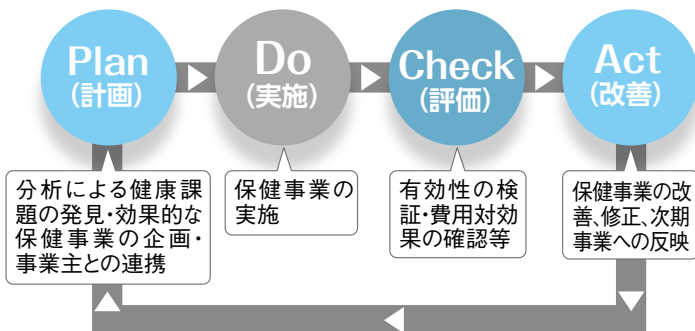 Plan
(計画)
Do
(実施)
Check
(評価)
Act
(改善)
分析による健康課
題の発見・効果的な
保健事業の企画・
事業主との連携
保健事業の
実施
有効性の検
証・費用対効
果の確認等
保健事業の改
善、修正、次期
事業への反映